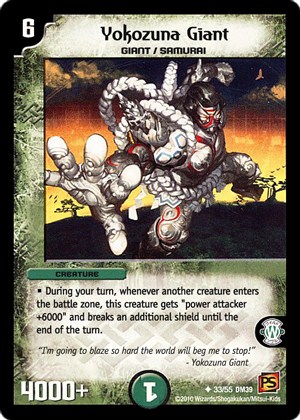 6
Yokozuna Giant
GIANT / SAMURAI
CREATURE
▪ During your turn, whenever another creature enters
the battle zone, this creature gets "power attacker
+6000" and breaks an additional shield until the
end of the turn.
"I'm going to blaze so hard the world will beg me to stop!"
- Yokozuna Giant
W
4000+
1
♦ 33/55 DM39
©2010 Wizards/Shogakukan/Mitsui-Kids
PS